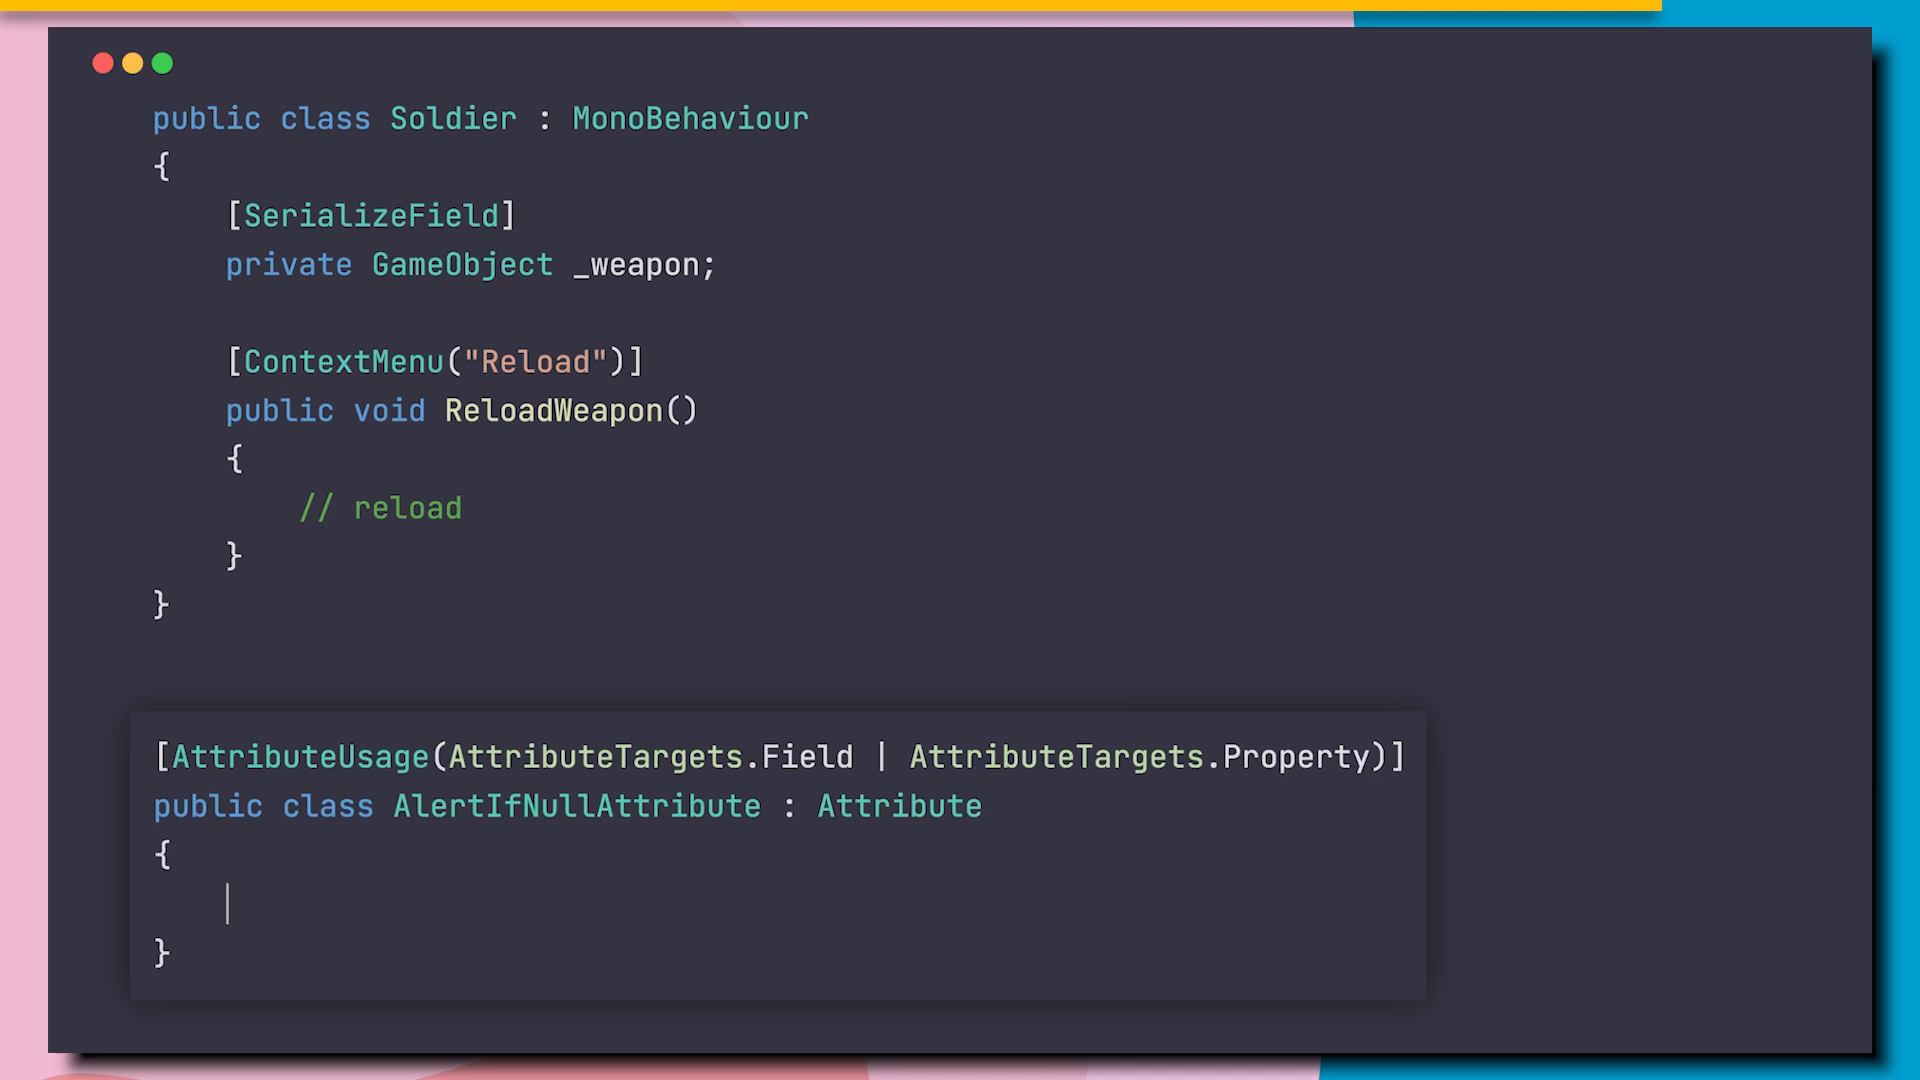 public class Soldier : MonoBehaviour
{
[SerializeField]
private GameObject _weapon;
[ContextMenu("Reload")]
public void ReloadWeapon()
{
// reload
}
}
[AttributeUsage(AttributeTargets.Field | AttributeTargets.Property)]
public class AlertIfNullAttribute : Attribute
{
}